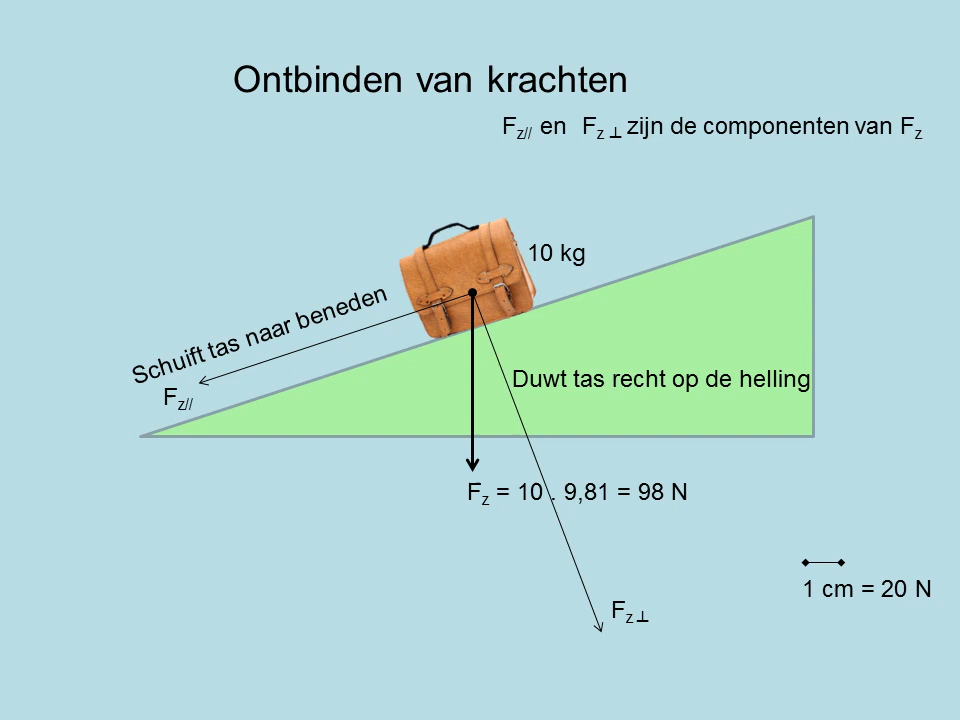 Ontbinden van krachten
Fz// en Fz ⊥ zijn de componenten van Fz
10 kg
Schuift tas naar beneden
Fz//
Duwt tas recht op de helling
Fz = 10 . 9,81 = 98 N
1 cm = 20 N
Fz ⊥